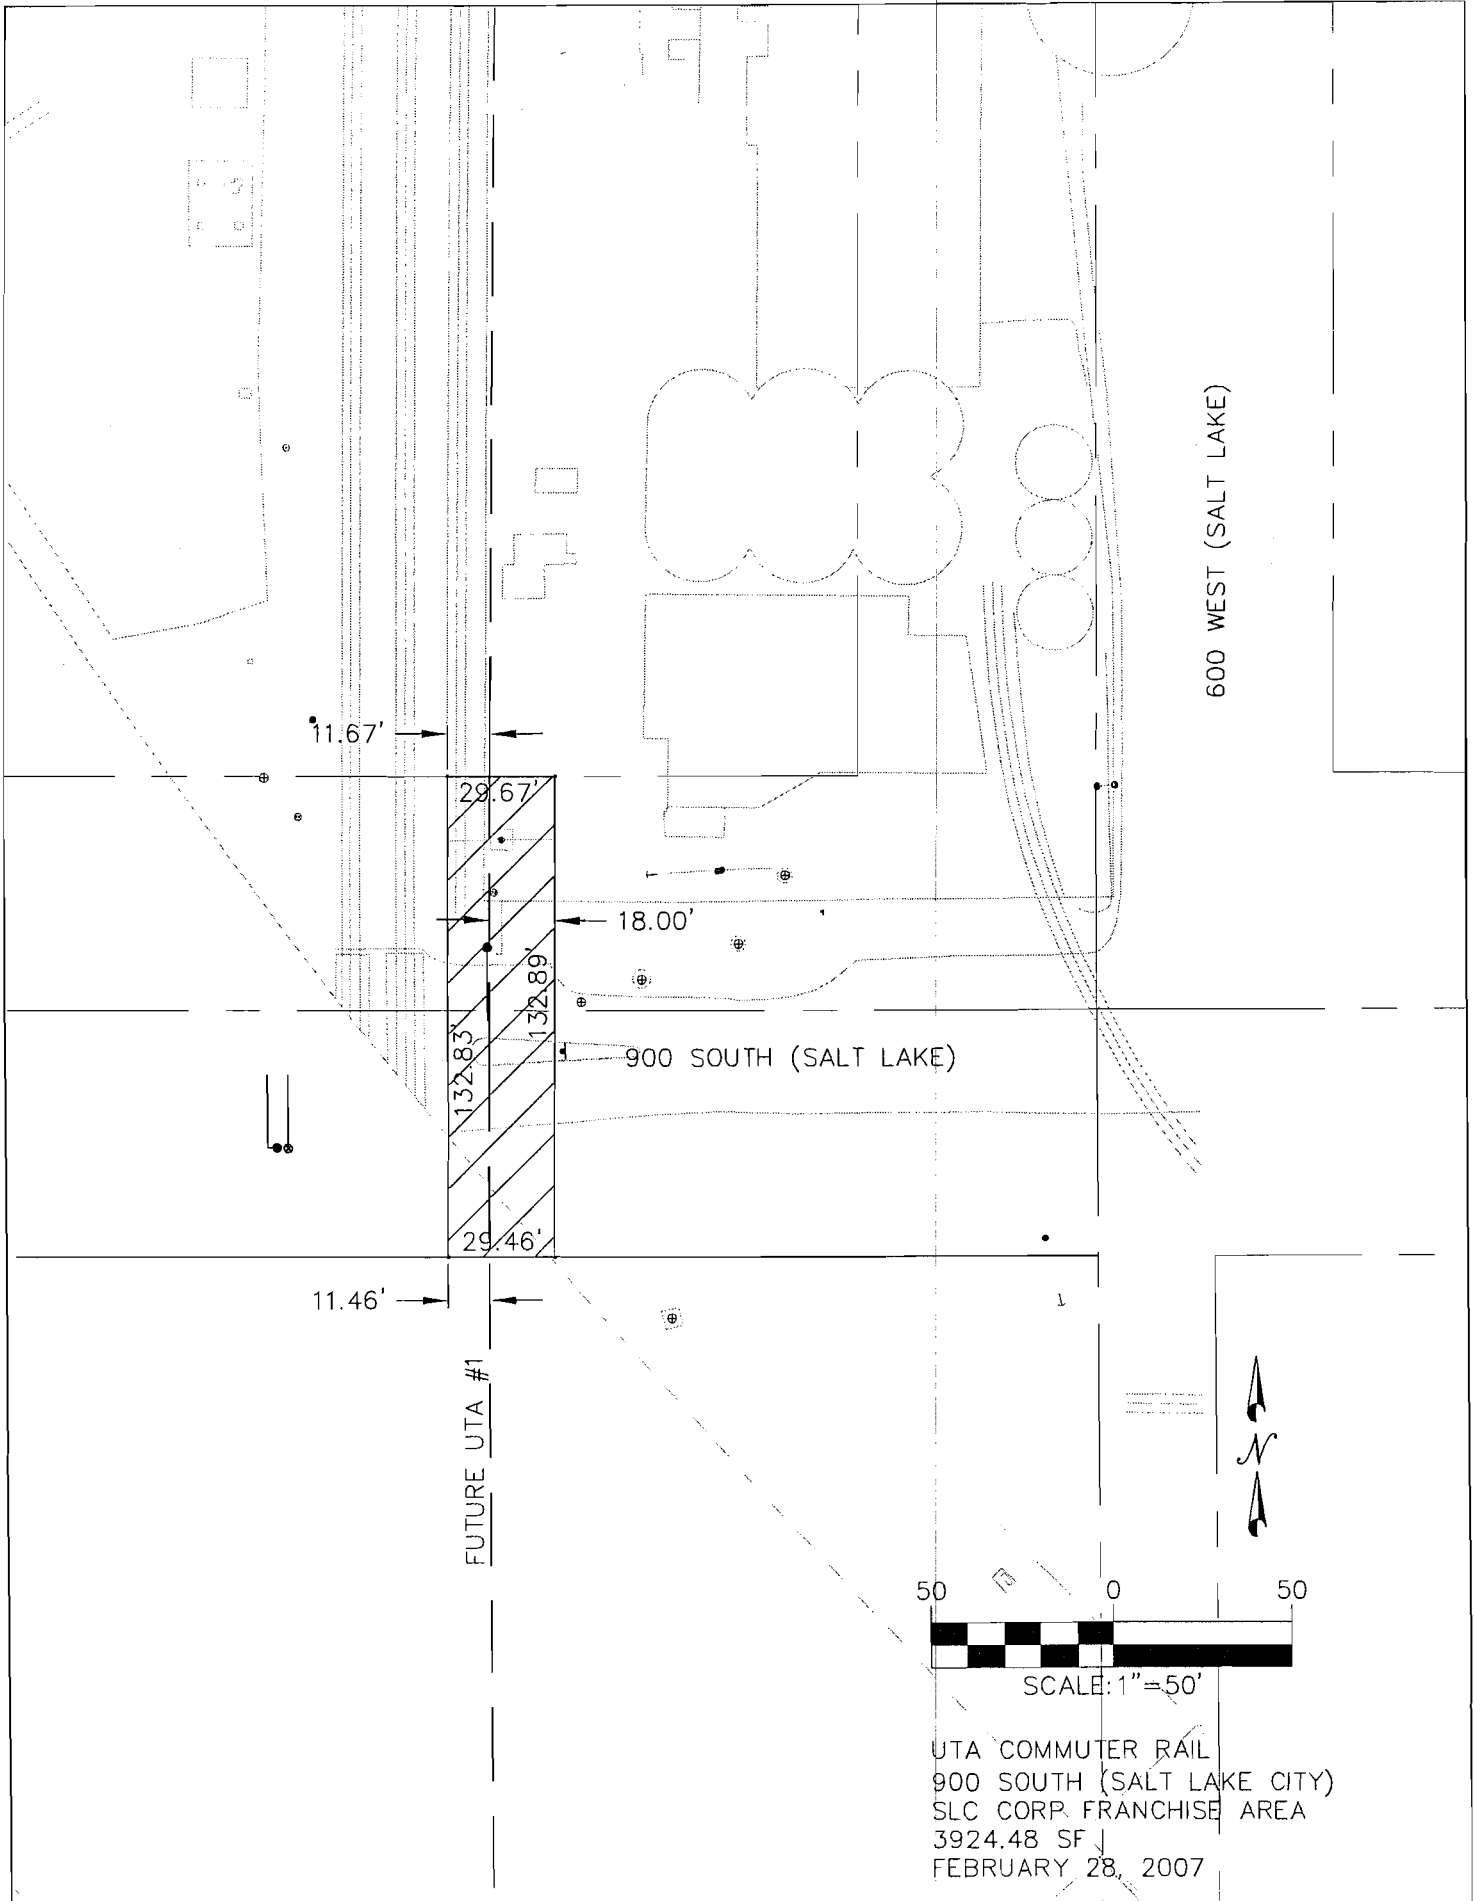 600 WEST (SALT LAKE)
11.67'
29.67'
18.00'
132.89'
132.83'
900 SOUTH (SALT LAKE)
29.46'
11.46'
FUTURE UTA #1
N
50 0 50
SCALE: 1"=50'
UTA COMMUTER RAIL
900 SOUTH (SALT LAKE CITY)
SLC CORP. FRANCHISE AREA
3924.48 SF
FEBRUARY 28, 2007